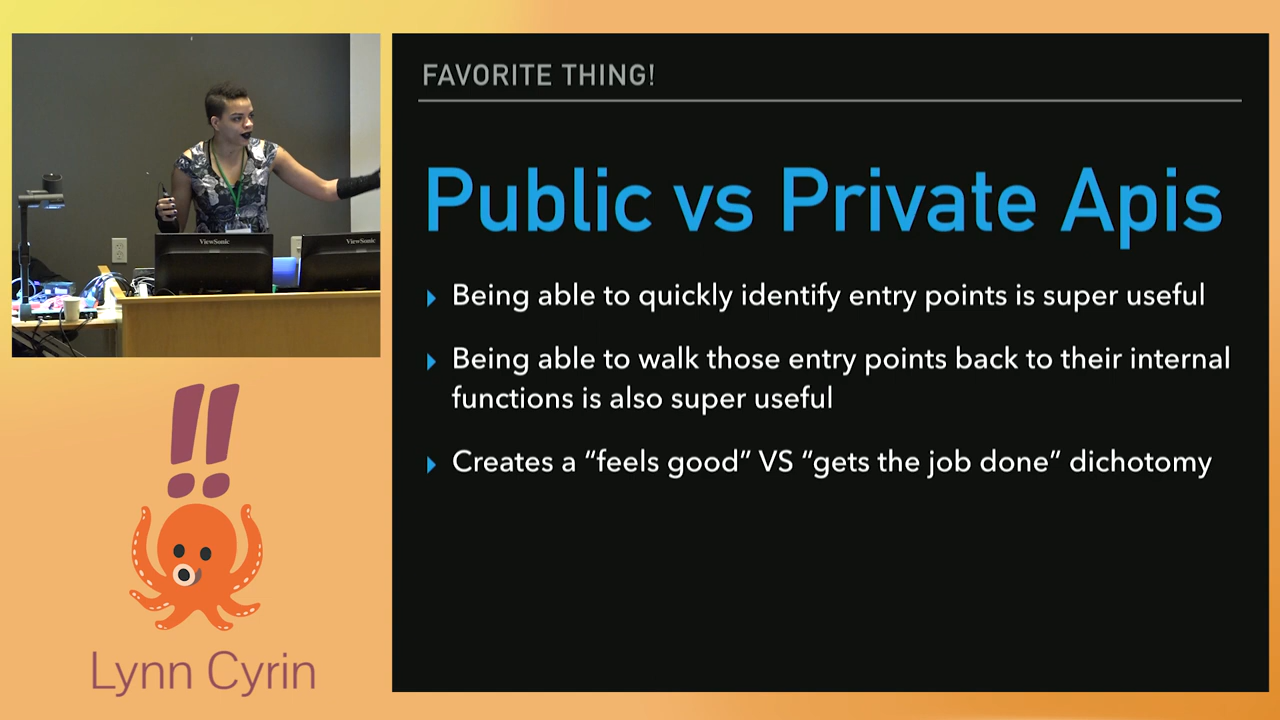 FAVORITE THING!
Public vs Private Apis
Being able to quickly identify entry points is super useful
Being able to walk those entry points back to their internal
functions is also super useful
Creates a “feels good” VS “gets the job done” dichotomy
ViewSonic
ViewSonic
!!
Lynn Cyrin